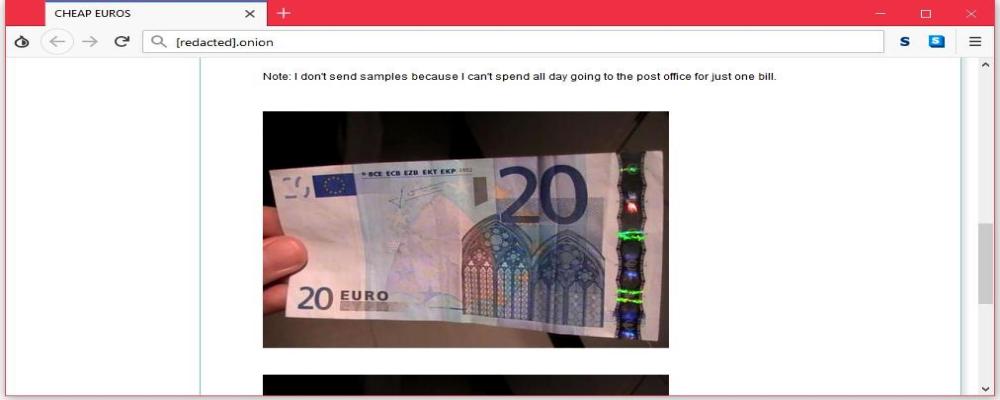 CHEAP EUROS
[redacted].onion
Note: I don't send samples because I can't spend all day going to the post office for just one bill.
BCE ECB EZB EKT EKP 2002
20
20 EURO